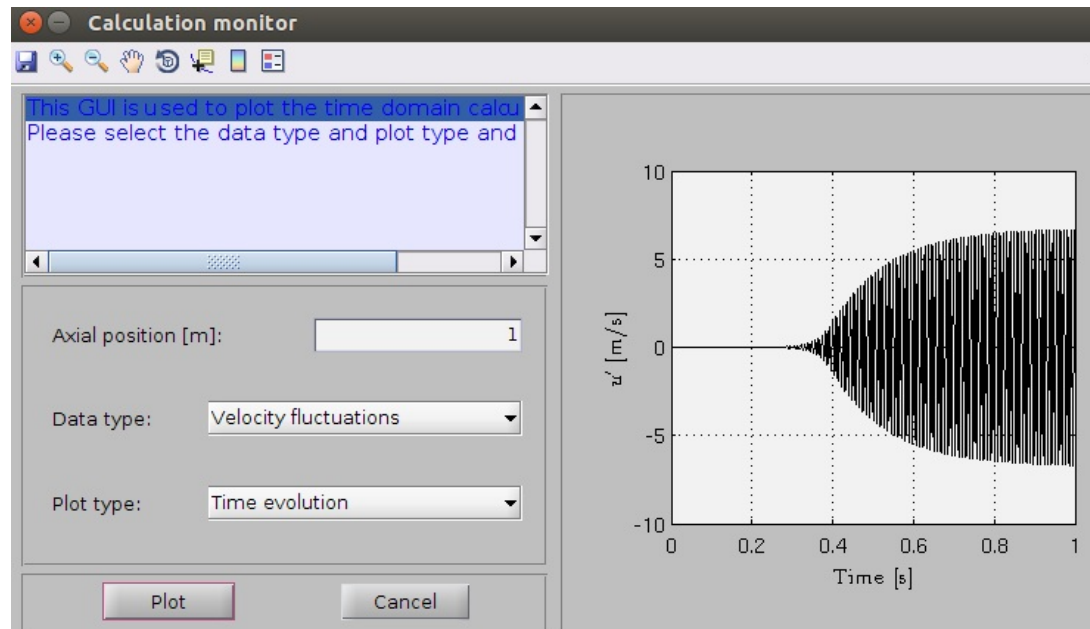 Calculation monitor
This GUI is used to plot the time domain calcu
Please select the data type and plot type and
Axial position [m]:
1
Data type:
Velocity fluctuations
Plot type:
Time evolution
Plot
Cancel
10
5
0
-5
-10
u' [m/s]
0 0.2 0.4 0.6 0.8 1
Time [s]